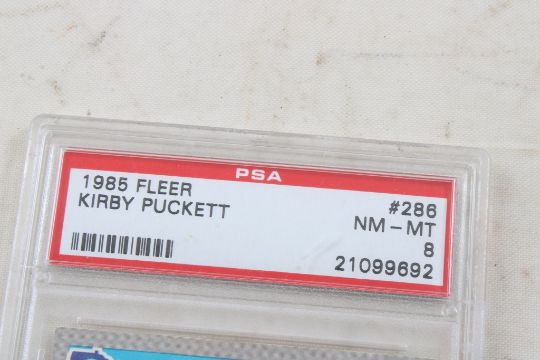 PSA
1985 FLEER #286
KIRBY PUCKETT NM - MT
8
21099692